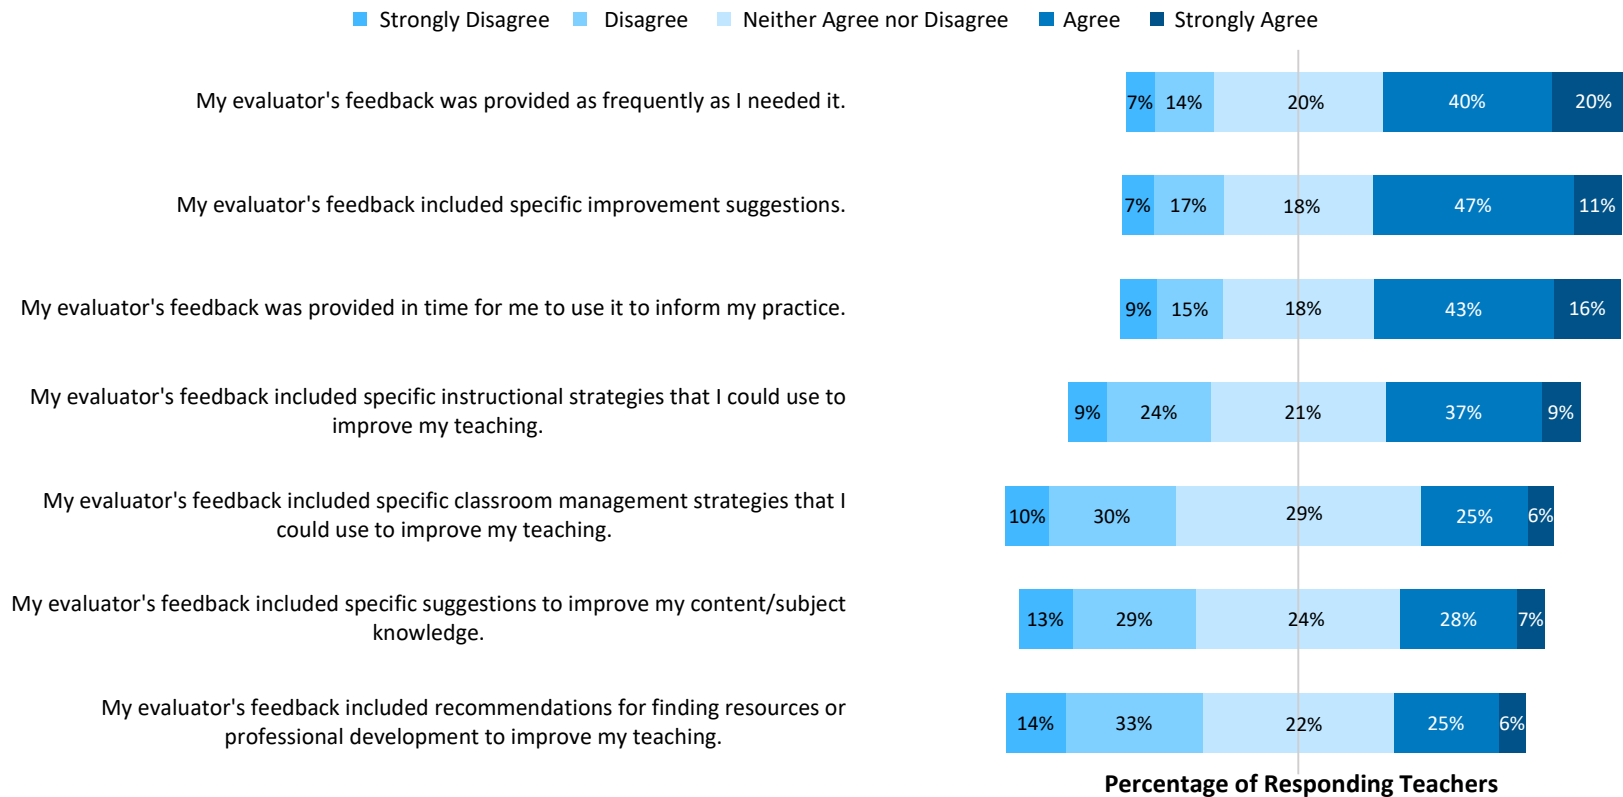 Strongly Disagree Disagree Neither Agree nor Disagree Agree Strongly Agree
My evaluator's feedback was provided as frequently as I needed it.
7% 14% 20% 40% 20%
My evaluator's feedback included specific improvement suggestions.
7% 17% 18% 47% 11%
My evaluator's feedback was provided in time for me to use it to inform my practice.
9% 15% 18% 43% 16%
My evaluator's feedback included specific instructional strategies that I could use to
improve my teaching.
9% 24% 21% 37% 9%
My evaluator's feedback included specific classroom management strategies that I
could use to improve my teaching.
10% 30% 29% 25% 6%
My evaluator's feedback included specific suggestions to improve my content/subject
knowledge.
13% 29% 24% 28% 7%
My evaluator's feedback included recommendations for finding resources or
professional development to improve my teaching.
14% 33% 22% 25% 6%
Percentage of Responding Teachers